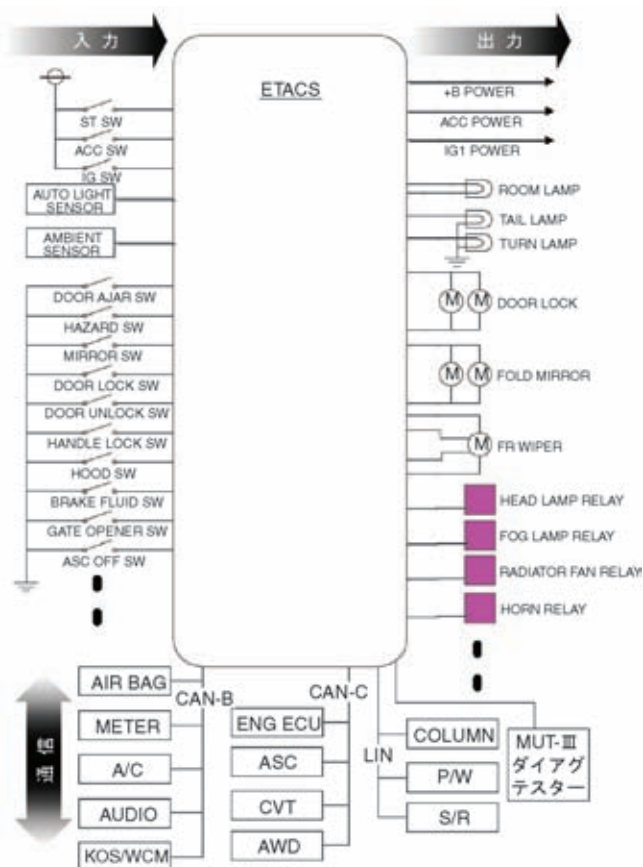 入力
出力
ETACS
ST SW
ACC SW
IG SW
AUTO LIGHT
SENSOR
AMBIENT
SENSOR
DOOR AJAR SW
HAZARD SW
MIRROR SW
DOOR LOCK SW
DOOR UNLOCK SW
HANDLE LOCK SW
HOOD SW
BRAKE FLUID SW
GATE OPENER SW
ASC OFF SW
+B POWER
ACC POWER
IG1 POWER
ROOM LAMP
TAIL LAMP
TURN LAMP
M M DOOR LOCK
M M FOLD MIRROR
M FR WIPER
HEAD LAMP RELAY
FOG LAMP RELAY
RADIATOR FAN RELAY
HORN RELAY
通信
CAN-B
AIR BAG
METER
A/C
AUDIO
KOS/WCM
CAN-C
ENG ECU
ASC
CVT
AWD
LIN
COLUMN
P/W
S/R
MUT-Ⅲ
ダイアグ
テスター